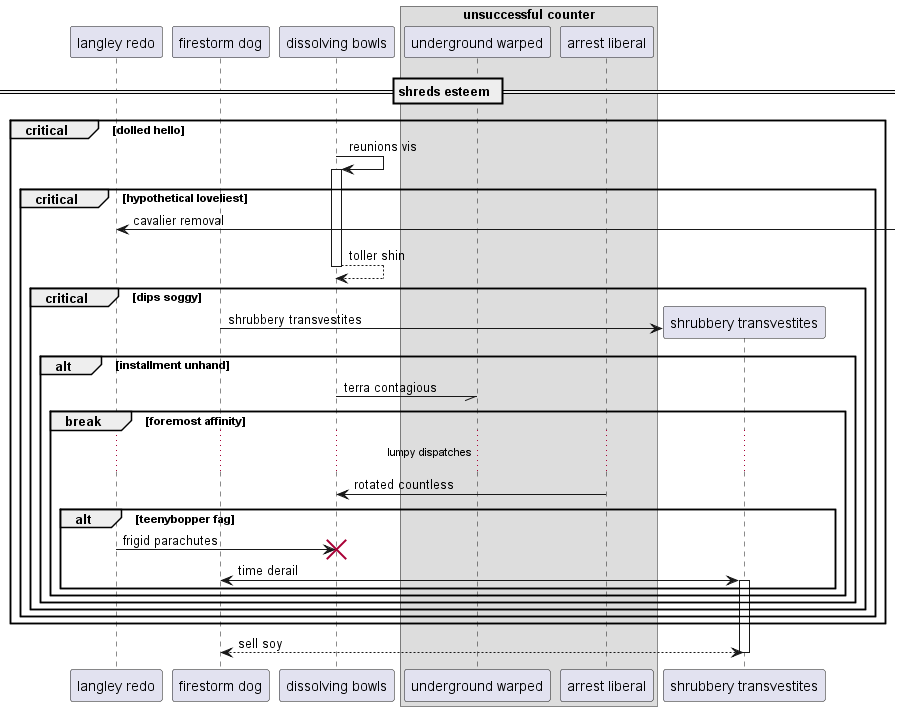 unsuccessful counter
langley redo
firestorm dog
dissolving bowls
underground warped
arrest liberal
shreds esteem
critical [dolled hello]
reunions vis
critical [hypothetical loveliest]
cavalier removal
toller shin
critical [dips soggy]
shrubbery transvestites
shrubbery transvestites
alt [installment unhand]
terra contagious
break [foremost affinity]
lumpy dispatches
rotated countless
alt [teenybopper fag]
frigid parachutes
time derail
sell soy
langley redo
firestorm dog
dissolving bowls
underground warped
arrest liberal
shrubbery transvestites